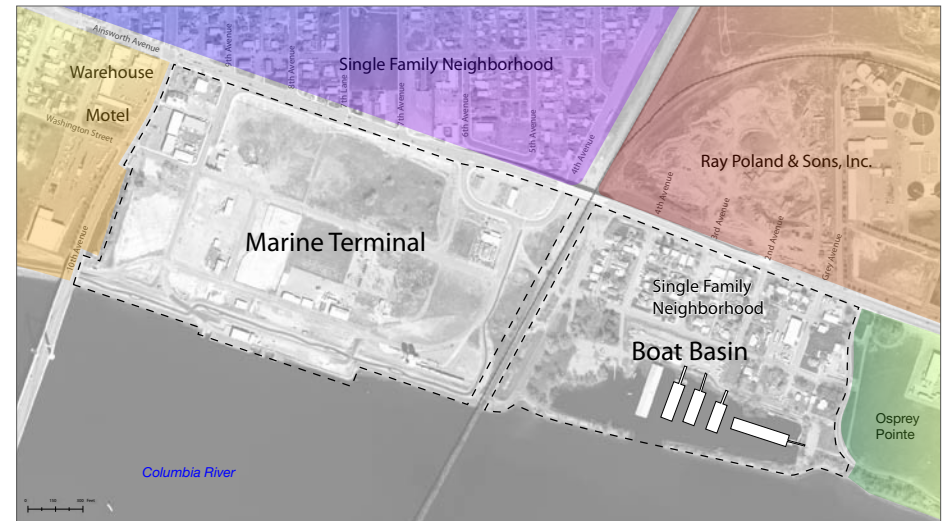 Ainsworth Avenue
9th Avenue
8th Avenue
7th Avenue
6th Avenue
5th Avenue
4th Avenue
Single Family Neighborhood
Warehouse
Motel
Washington Street
10th Avenue
Ray Poland & Sons, Inc.
4th Avenue
3rd Avenue
2nd Avenue
Grey Avenue
Marine Terminal
Single Family
Neighborhood
Boat Basin
Osprey
Pointe
Columbia River
0
Feet